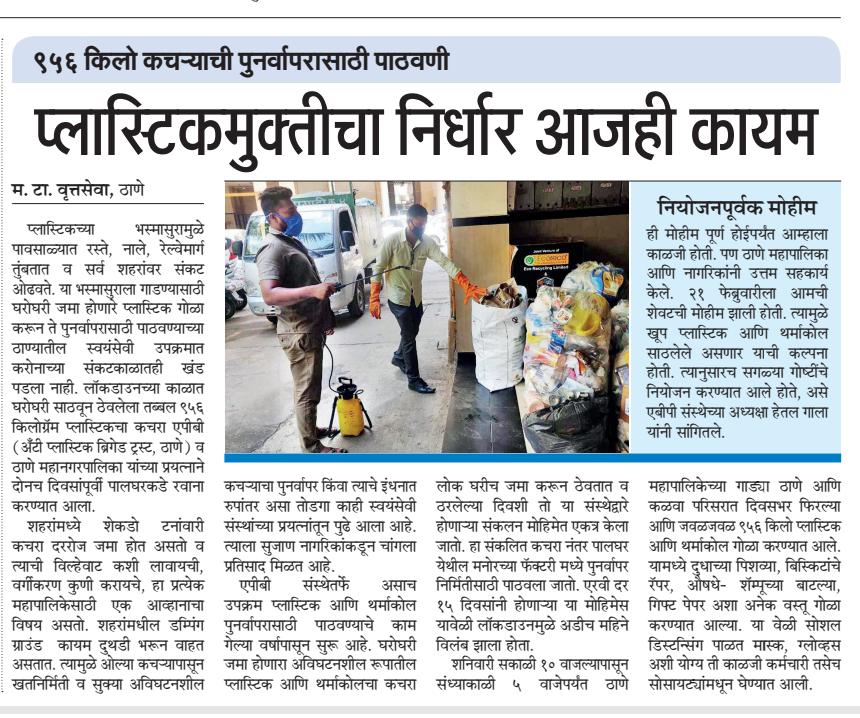 ९५६ किलो कचऱ्याची पुनर्वापरासाठी पाठवणी
प्लास्टिकमुक्तीचा निर्धार आजही कायम
म. टा. वृत्तसेवा, ठाणे
प्लास्टिकच्या भस्मासुरामुळे
पावसाळ्यात रस्ते, नाले, रेल्वेमार्ग
तुंबतात व सर्व शहरांवर संकट
ओढवते. या भस्मासुराला गाडण्यासाठी
घरोघरी जमा होणारे प्लास्टिक गोळा
करून ते पुनर्वापरासाठी पाठवण्याच्या
ठाण्यातील स्वयंसेवी उपक्रमात
करोनाच्या संकटकाळातही खंड
पडला नाही. लॉकडाउनच्या काळात
घरोघरी साठवून ठेवलेला तब्बल ९५६
किलोग्रॅम प्लास्टिकचा कचरा एपीबी
(अँटी प्लास्टिक ब्रिगेड ट्रस्ट, ठाणे) व
ठाणे महानगरपालिका यांच्या प्रयत्नाने
दोनच दिवसांपूर्वी पालघरकडे रवाना
करण्यात आला.
शहरांमध्ये शेकडो टनांवारी
कचरा दररोज जमा होत असतो व
त्याची विल्हेवाट कशी लावायची,
वर्गीकरण कुणी करायचे, हा प्रत्येक
महापालिकेसाठी एक आव्हानाचा
विषय असतो. शहरांमधील डम्पिंग
ग्राउंड कायम दुथडी भरून वाहत
असतात. त्यामुळे ओल्या कचऱ्यापासून
खतनिर्मिती व सुक्या अविघटनशील
कचऱ्याचा पुनर्वापर किंवा त्याचे इंधनात
रुपांतर असा तोडगा काही स्वयंसेवी
संस्थांच्या प्रयत्नांतून पुढे आला आहे.
त्याला सुजाण नागरिकांकडून चांगला
प्रतिसाद मिळत आहे.
एपीबी संस्थेतर्फे असाच
उपक्रम प्लास्टिक आणि थर्माकोल
पुनर्वापरासाठी पाठवण्याचे काम
गेल्या वर्षापासून सुरू आहे. घरोघरी
जमा होणारा अविघटनशील रूपातील
प्लास्टिक आणि थर्माकोलचा कचरा
लोक घरीच जमा करून ठेवतात व
ठरलेल्या दिवशी तो या संस्थेद्वारे
होणाऱ्या संकलन मोहिमेत एकत्र केला
जातो. हा संकलित कचरा नंतर पालघर
येथील मनोरच्या फॅक्टरी मध्ये पुनर्वापर
निर्मितीसाठी पाठवला जातो. एरवी दर
१५ दिवसांनी होणाऱ्या या मोहिमेस
यावेळी लॉकडाउनमुळे अडीच महिने
विलंब झाला होता.
शनिवारी सकाळी १० वाजल्यापासून
संध्याकाळी ५ वाजेपर्यंत ठाणे
महापालिकेच्या गाड्या ठाणे आणि
कळवा परिसरात दिवसभर फिरल्या
आणि जवळजवळ ९५६ किलो प्लास्टिक
आणि थर्माकोल गोळा करण्यात आले.
यामध्ये दुधाच्या पिशव्या, बिस्किटांचे
रॅपर, औषधे- शॅम्पूच्या बाटल्या,
गिफ्ट पेपर अशा अनेक वस्तू गोळा
करण्यात आल्या. या वेळी सोशल
डिस्टन्सिंग पाळत मास्क, ग्लोव्हस
अशी योग्य ती काळजी कर्मचारी तसेच
सोसायट्यांमधून घेण्यात आली.
नियोजनपूर्वक मोहीम
ही मोहीम पूर्ण होईपर्यंत आम्हाला
काळजी होती. पण ठाणे महापालिका
आणि नागरिकांनी उत्तम सहकार्य
केले. २१ फेब्रुवारीला आमची
शेवटची मोहीम झाली होती. त्यामुळे
खूप प्लास्टिक आणि थर्माकोल
साठलेले असणार याची कल्पना
होती. त्यानुसारच सगळ्या गोष्टींचे
नियोजन करण्यात आले होते, असे
एबीपी संस्थेच्या अध्यक्षा हेतल गाला
यांनी सांगितले.
Joint Venture of
Eco Recycling Limited